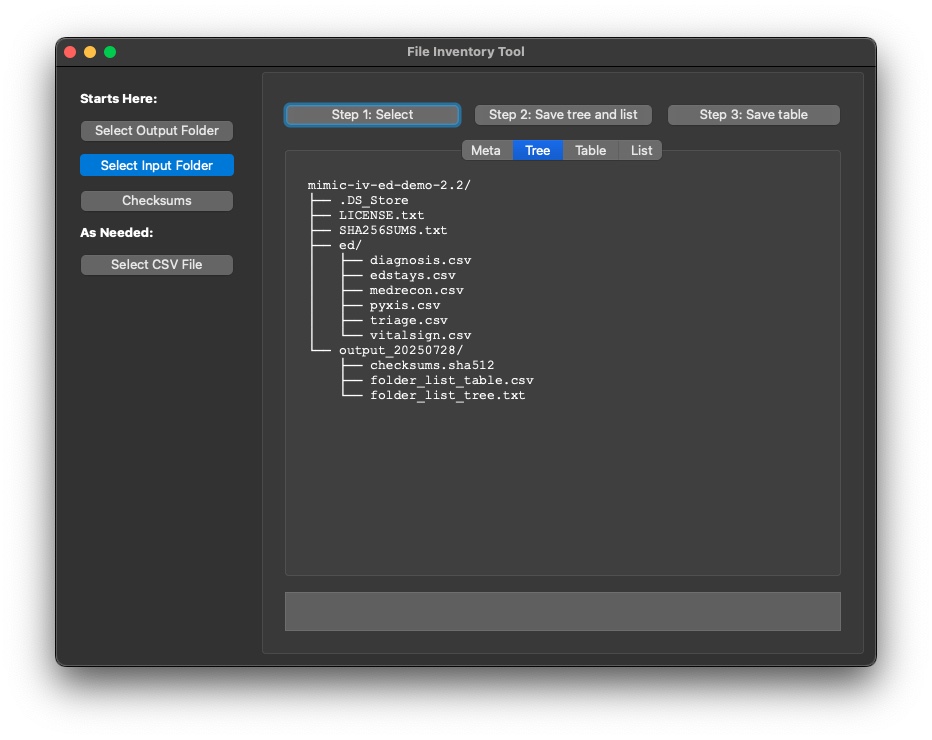 File Inventory Tool
Starts Here:
Select Output Folder
Select Input Folder
Checksums
As Needed:
Select CSV File
Step 1: Select
Step 2: Save tree and list
Step 3: Save table
Meta
Tree
Table
List
mimic-iv-ed-demo-2.2/
├── .DS_Store
├── LICENSE.txt
├── SHA256SUMS.txt
├── ed/
│   ├── diagnosis.csv
│   ├── edstays.csv
│   ├── medrecon.csv
│   ├── pyxis.csv
│   ├── triage.csv
│   └── vitalsign.csv
└── output_20250728/
    ├── checksums.sha512
    ├── folder_list_table.csv
    └── folder_list_tree.txt